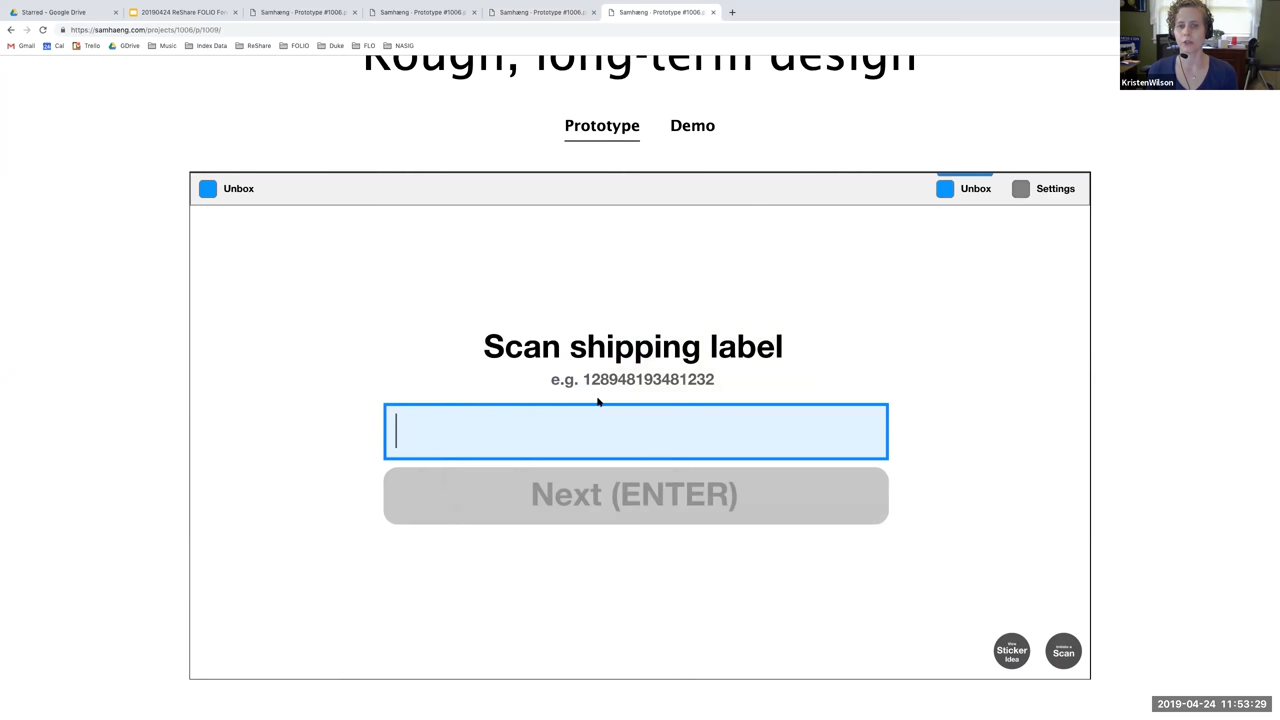 Starred - Google Drive
20190424 ReShare FOLIO For
Samhæng · Prototype #1006.p
Samhæng · Prototype #1006.p
Samhæng · Prototype #1006.p
Samhæng · Prototype #1006.p
https://samhaeng.com/projects/1006/p/1009/
Gmail Cal Trello GDrive Music Index Data ReShare FOLIO Duke FLO NASIG
KristenWilson
Rough, long-term design
Prototype Demo
Unbox Unbox Settings
Scan shipping label
e.g. 128948193481232
Next (ENTER)
Sticker
Idea
Scan
2019-04-24 11:53:29